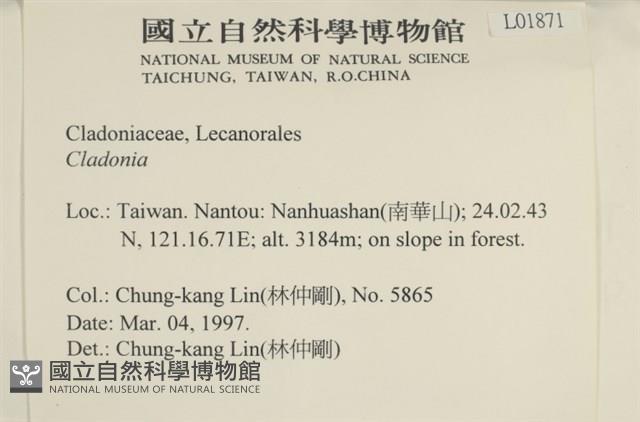 國立自然科學博物館
L01871
NATIONAL MUSEUM OF NATURAL SCIENCE
TAICHUNG, TAIWAN, R.O.CHINA
Cladoniaceae, Lecanorales
Cladonia
Loc.: Taiwan. Nantou: Nanhuashan(南華山); 24.02.43
N, 121.16.71E; alt. 3184m; on slope in forest.
Col.: Chung-kang Lin(林仲剛), No. 5865
Date: Mar. 04, 1997.
Det.: Chung-kang Lin(林仲剛)
國立自然科學博物館
NATIONAL MUSEUM OF NATURAL SCIENCE